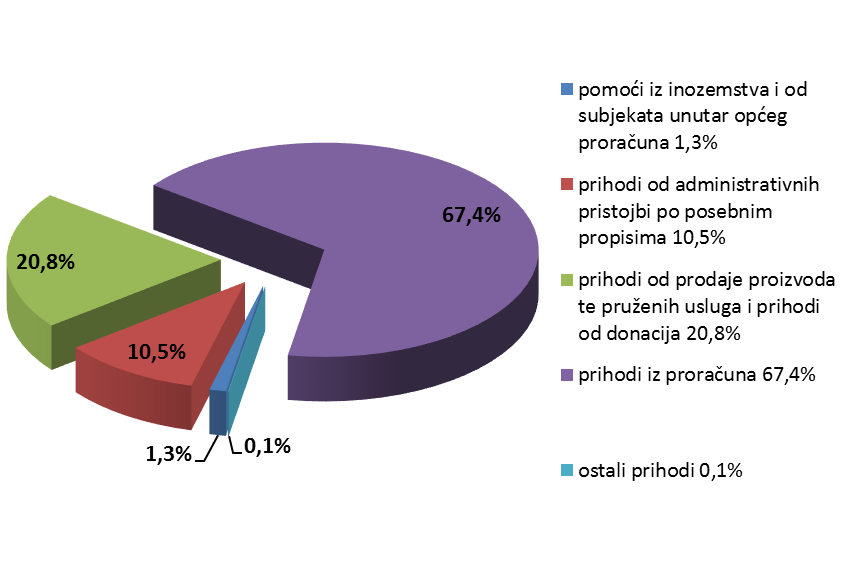 67,4%
20,8%
10,5%
1,3%
0,1%
pomoći iz inozemstva i od
subjekata unutar općeg
proračuna 1,3%
prihodi od administrativnih
pristojbi po posebnim
propisima 10,5%
prihodi od prodaje proizvoda
te pruženih usluga i prihodi
od donacija 20,8%
prihodi iz proračuna 67,4%
ostali prihodi 0,1%